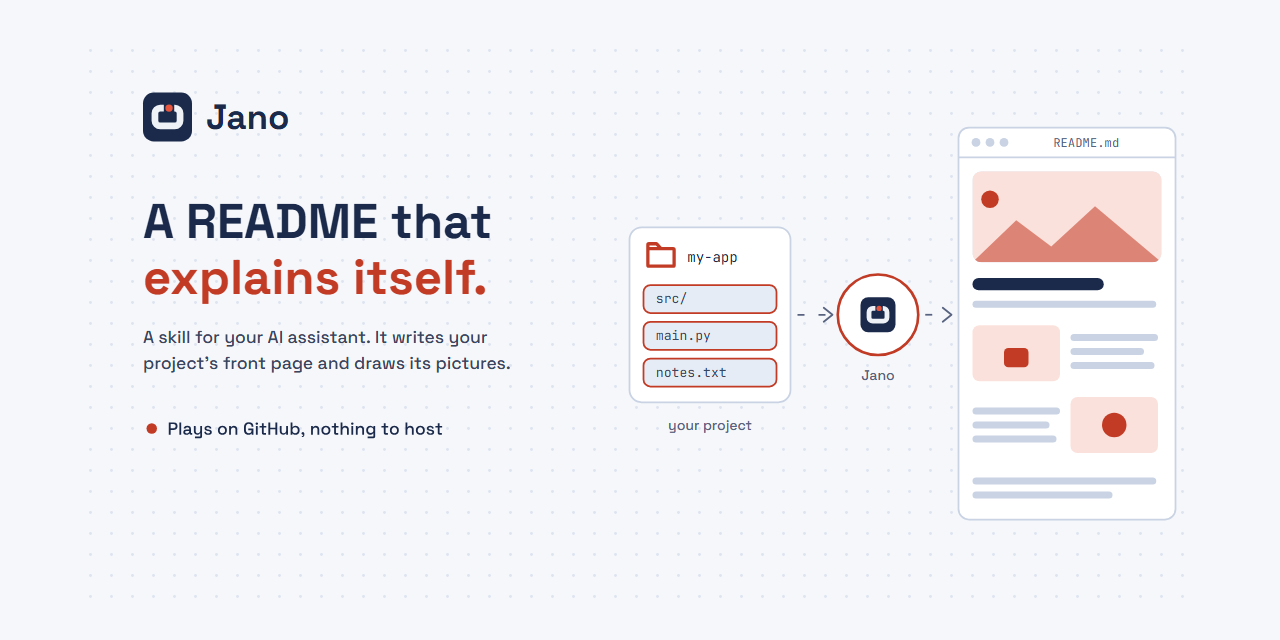 Jano
A README that
explains itself.
A skill for your AI assistant. It writes your
project's front page and draws its pictures.
Plays on GitHub, nothing to host
my-app
src/
main.py
notes.txt
your project
Jano
README.md